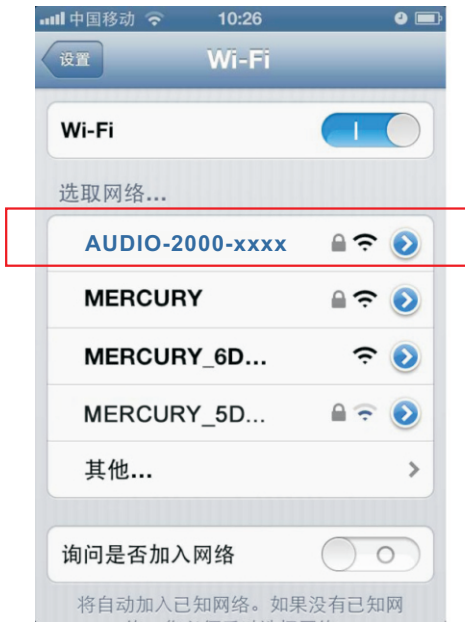 中国移动 10:26
设置 Wi-Fi
Wi-Fi
选取网络...
AUDIO-2000-xxxx
MERCURY
MERCURY_6D...
MERCURY_5D...
其他...
询问是否加入网络
将自动加入已知网络。如果没有已知网